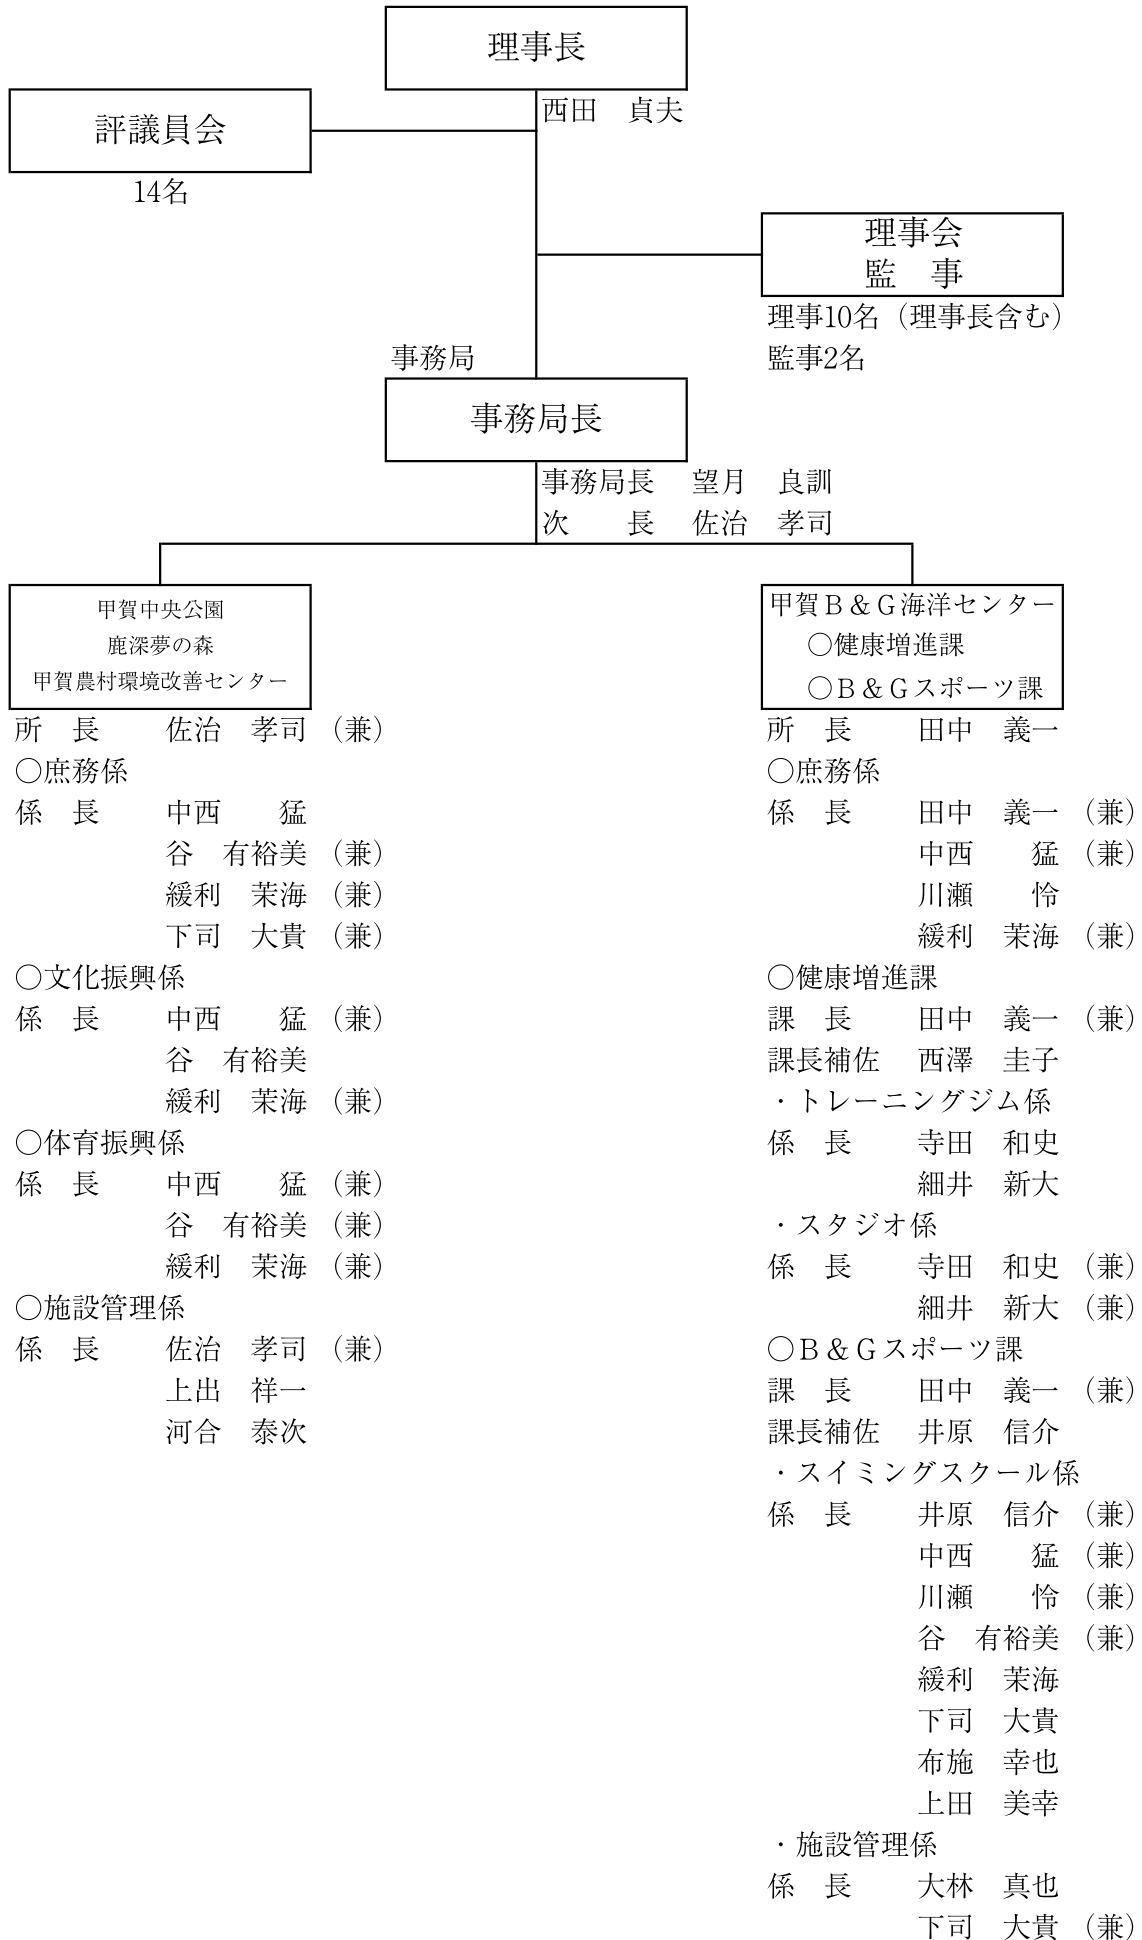 理事長
西田　貞夫
評議員会
14名
理事会
監　事
理事10名（理事長含む）
監事2名
事務局
事務局長
事務局長　望月　良訓
次　　長　佐治　孝司
甲賀中央公園
鹿深夢の森
甲賀農村環境改善センター
所　長　　佐治　孝司（兼）
○庶務係
係　長　　中西　　猛
谷　有裕美（兼）
緩利　茉海（兼）
下司　大貴（兼）
○文化振興係
係　長　　中西　　猛（兼）
谷　有裕美
緩利　茉海（兼）
○体育振興係
係　長　　中西　　猛（兼）
谷　有裕美（兼）
緩利　茉海（兼）
○施設管理係
係　長　　佐治　孝司（兼）
上出　祥一
河合　泰次
甲賀Ｂ＆Ｇ海洋センター
○健康増進課
○Ｂ＆Ｇスポーツ課
所　長　　田中　義一
○庶務係
係　長　　田中　義一（兼）
中西　　猛（兼）
川瀬　　怜
緩利　茉海（兼）
○健康増進課
課　長　　田中　義一（兼）
課長補佐　西澤　圭子
・トレーニングジム係
係　長　　寺田　和史
細井　新大
・スタジオ係
係　長　　寺田　和史（兼）
細井　新大（兼）
○Ｂ＆Ｇスポーツ課
課　長　　田中　義一（兼）
課長補佐　井原　信介
・スイミングスクール係
係　長　　井原　信介（兼）
中西　　猛（兼）
川瀬　　怜（兼）
谷　有裕美（兼）
緩利　茉海
下司　大貴
布施　幸也
上田　美幸
・施設管理係
係　長　　大林　真也
下司　大貴（兼）